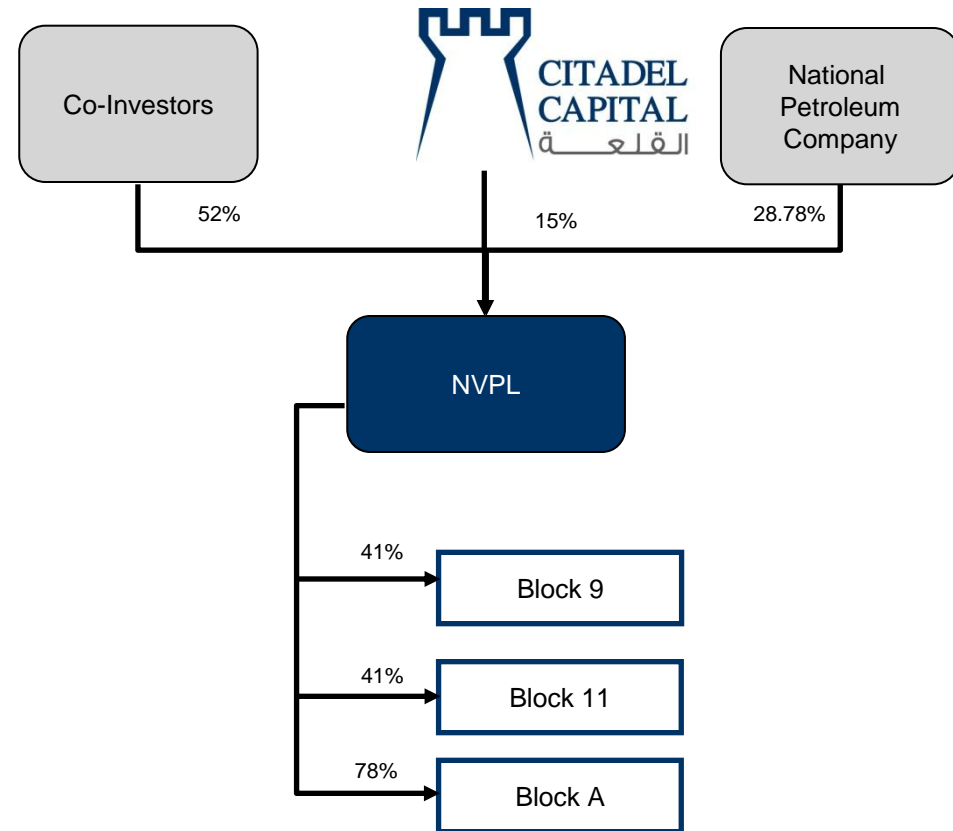 Co-Investors
CITADEL
CAPITAL
القلعة
National
Petroleum
Company
52%
15%
28.78%
NVPL
41%
Block 9
41%
Block 11
78%
Block A